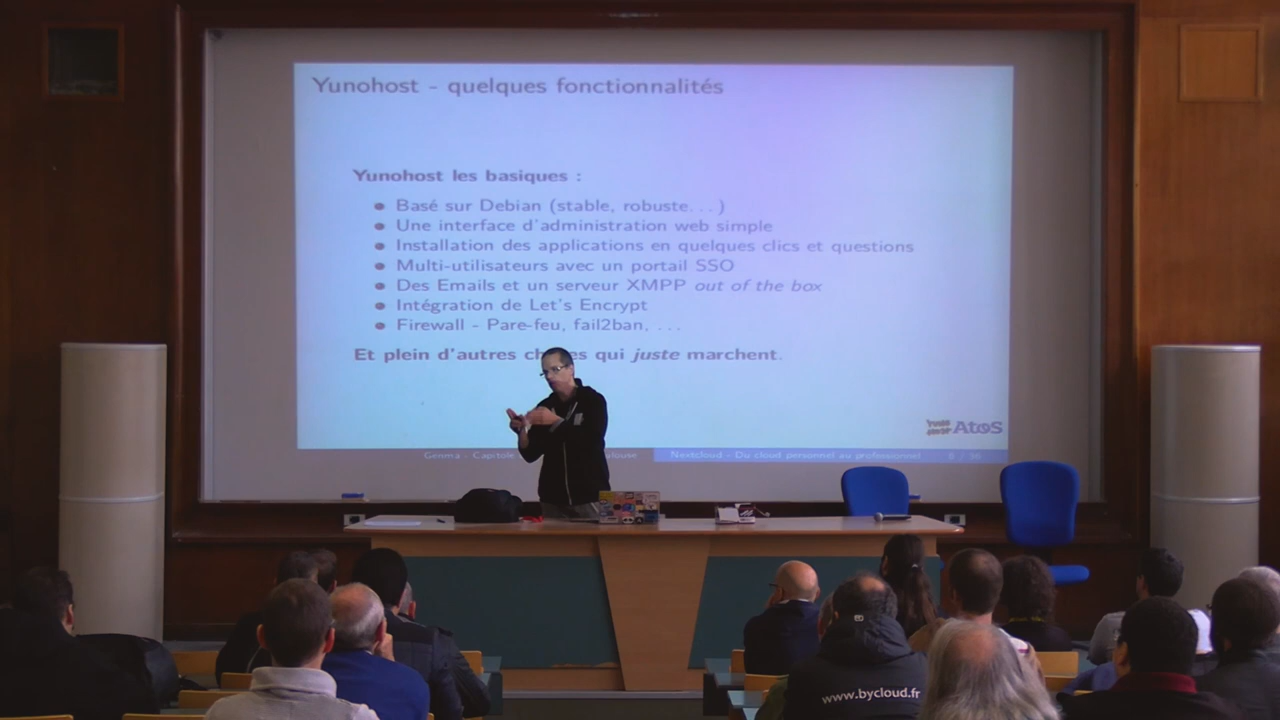 Yunohost - quelques fonctionnalités
Yunohost les basiques :
Basé sur Debian (stable, robuste. . . )
Une interface d'administration web simple
Installation des applications en quelques clics et questions
Multi-utilisateurs avec un portail SSO
Des Emails et un serveur XMPP out of the box
Intégration de Let's Encrypt
Firewall - Pare-feu, fail2ban, . . .
Et plein d'autres qui juste marchent.
Atos
Genma - Capitole Nextcloud - Du cloud personnel au professionnel
www.bycloud.fr